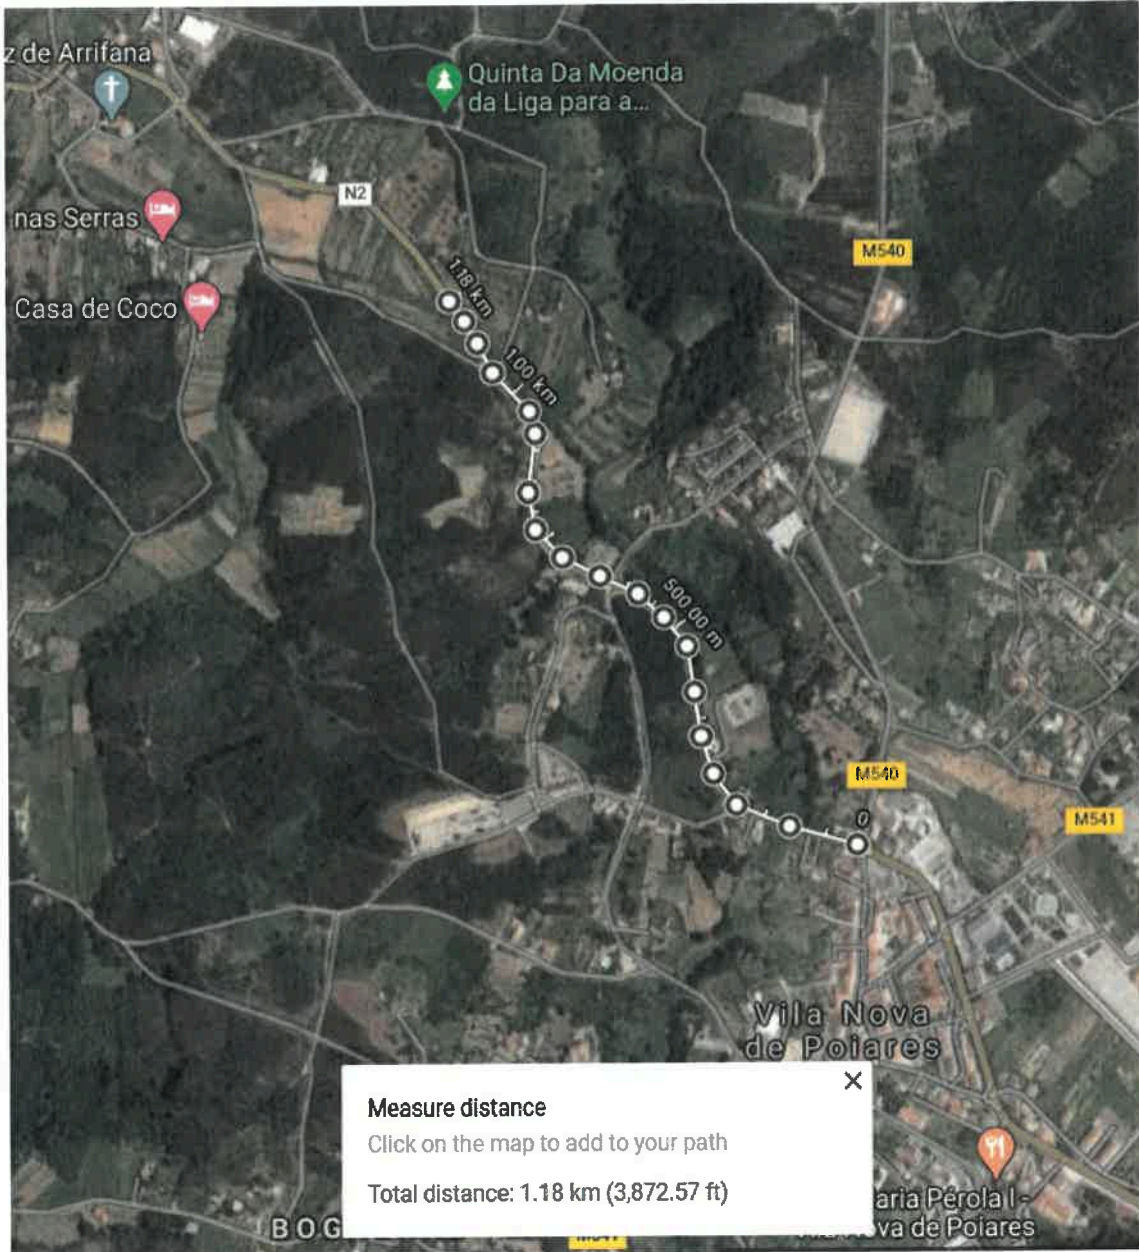 z de Arrifana
Quinta Da Moenda
da Liga para a...
N2
nas Serras
M540
1.18 km
Casa de Coco
1.00 km
500.00 m
M540
0
M541
Vila Nova
de Poiares
Measure distance
Click on the map to add to your path
Total distance: 1.18 km (3,872.57 ft)
aria Pérola I -
ova de Poiares
BOG